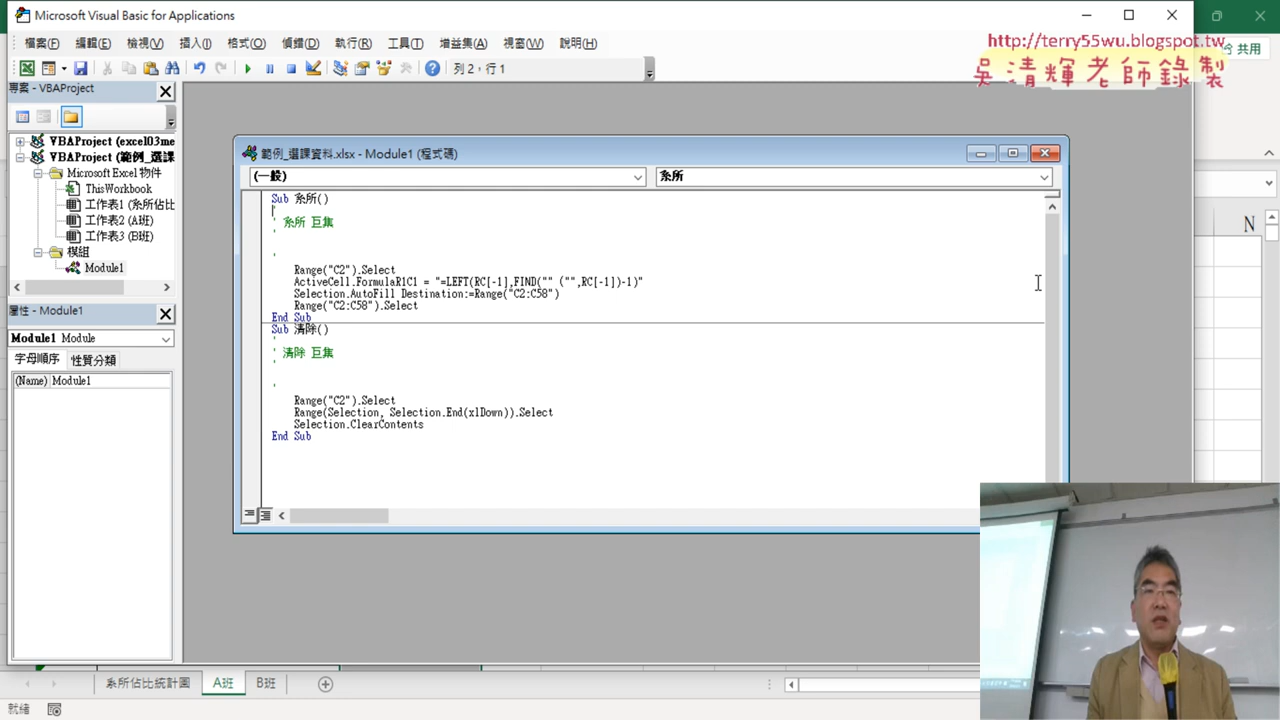 Microsoft Visual Basic for Applications
http://terry55wu.blogspot.tw
吳清輝老師錄製
共用
檔案(F) 編輯(E) 檢視(V) 插入(I) 格式(O) 偵錯(D) 執行(R) 工具(T) 增益集(A) 視窗(W) 說明(H)
列 2，行 1
專案 - VBAProject
VBAProject (excel03me
VBAProject (範例_選課
Microsoft Excel 物件
ThisWorkbook
工作表1 (系所佔比
工作表2 (A班)
工作表3 (B班)
模組
Module1
屬性 - Module1
Module1 Module
字母順序 性質分類
(Name) Module1
範例_選課資料.xlsx - Module1 (程式碼)
(一般) 系所
Sub 系所()
'
' 系所 巨集
'
'
Range("C2").Select
ActiveCell.FormulaR1C1 = "=LEFT(RC[-1],FIND("" ("",RC[-1])-1)"
Selection.AutoFill Destination:=Range("C2:C58")
Range("C2:C58").Select
End Sub
Sub 清除()
'
' 清除 巨集
'
'
Range("C2").Select
Range(Selection, Selection.End(xlDown)).Select
Selection.ClearContents
End Sub
N
系所佔比統計圖 A班 B班
就緒